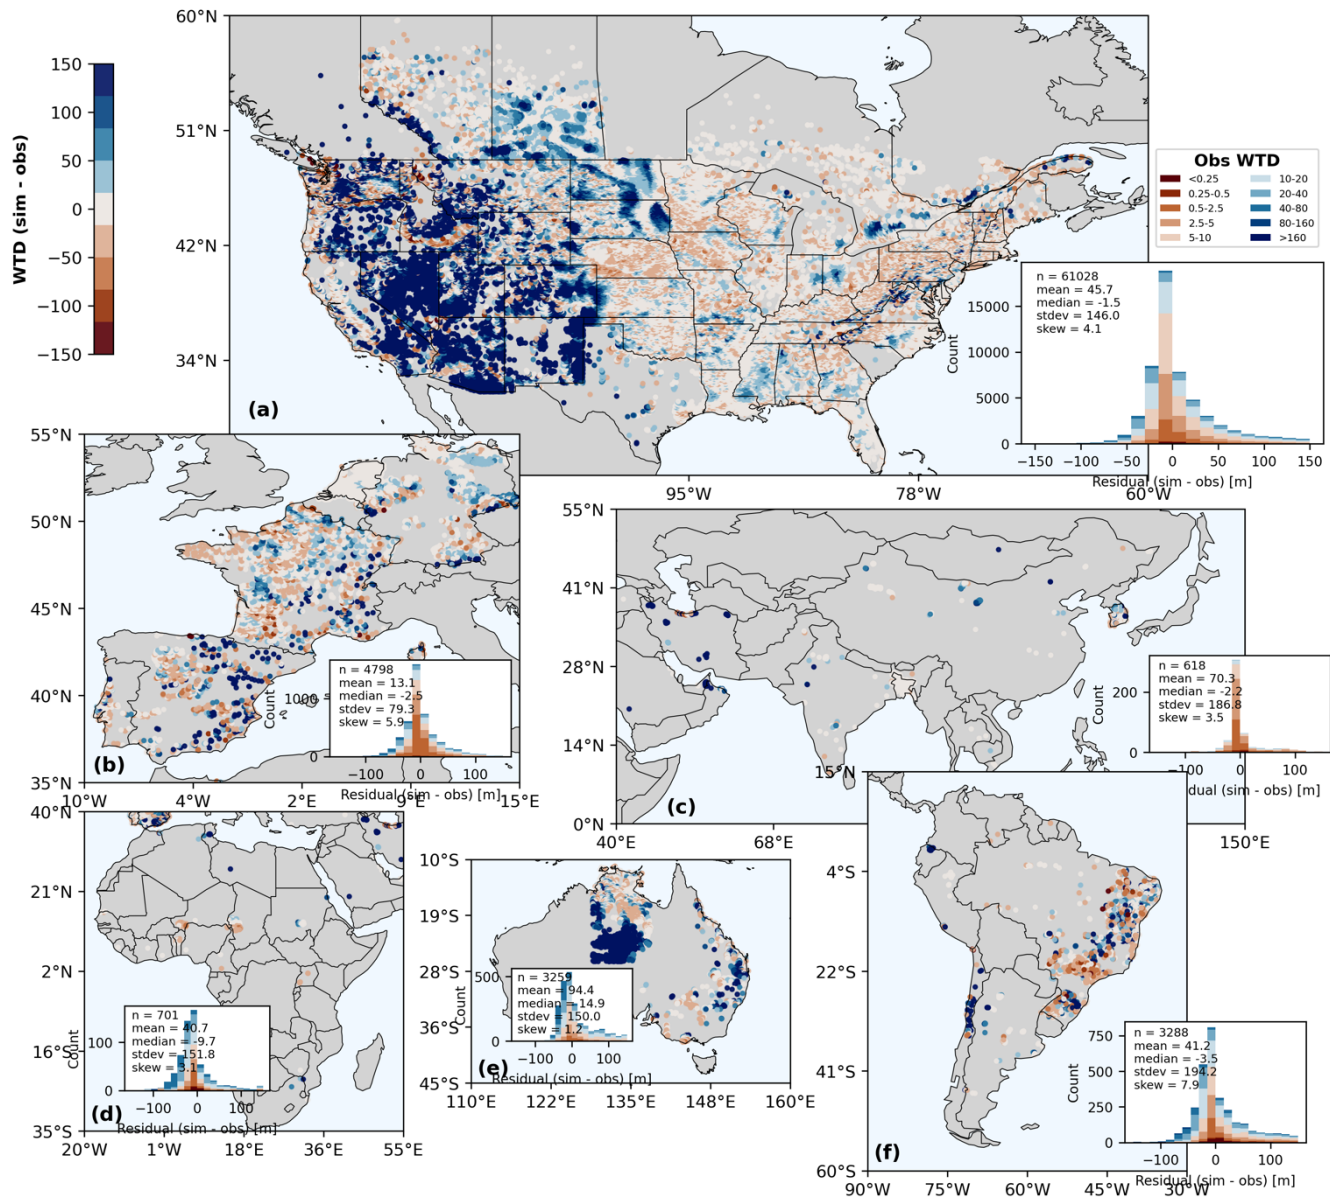 60°N
51°N
42°N
34°N
95°W
78°W
60°W
WTD (sim - obs)
150
100
50
0
−50
−100
−150
(a)
Obs WTD
<0.25
0.25-0.5
0.5-2.5
2.5-5
5-10
10-20
20-40
40-80
80-160
>160
n = 61028
mean = 45.7
median = -1.5
stdev = 146.0
skew = 4.1
Count
15000
10000
5000
0
−150
−100
−50
0
50
100
150
Residual (sim - obs) [m]
55°N
50°N
45°N
40°N
35°N
10°W
4°W
2°E
9°E
15°E
(b)
n = 4798
mean = 13.1
median = -2.5
stdev = 79.3
skew = 5.9
Count
1000
0
−100
0
100
Residual (sim - obs) [m]
55°N
41°N
28°N
14°N
0°N
40°E
68°E
150°E
(c)
n = 618
mean = 70.3
median = -2.2
stdev = 186.8
skew = 3.5
Count
200
0
−100
0
100
dual (sim - obs) [m]
40°N
21°N
2°N
16°S
35°S
20°W
1°W
18°E
36°E
55°E
(d)
n = 701
mean = 40.7
median = -9.7
stdev = 151.8
skew = 3.1
Count
100
0
−100
0
100
Residual (sim - obs) [m]
10°S
19°S
28°S
36°S
45°S
110°E
122°E
135°E
148°E
160°E
(e)
n = 3259
mean = 94.4
median = 14.9
stdev = 150.0
skew = 1.2
Count
500
0
−100
0
100
Residual (sim - obs) [m]
15°N
4°S
22°S
41°S
60°S
90°W
75°W
60°W
45°W
30°W
(f)
n = 3288
mean = 41.2
median = -3.5
stdev = 194.2
skew = 7.9
Count
750
500
250
0
−100
0
100
Residual (sim - obs) [m]